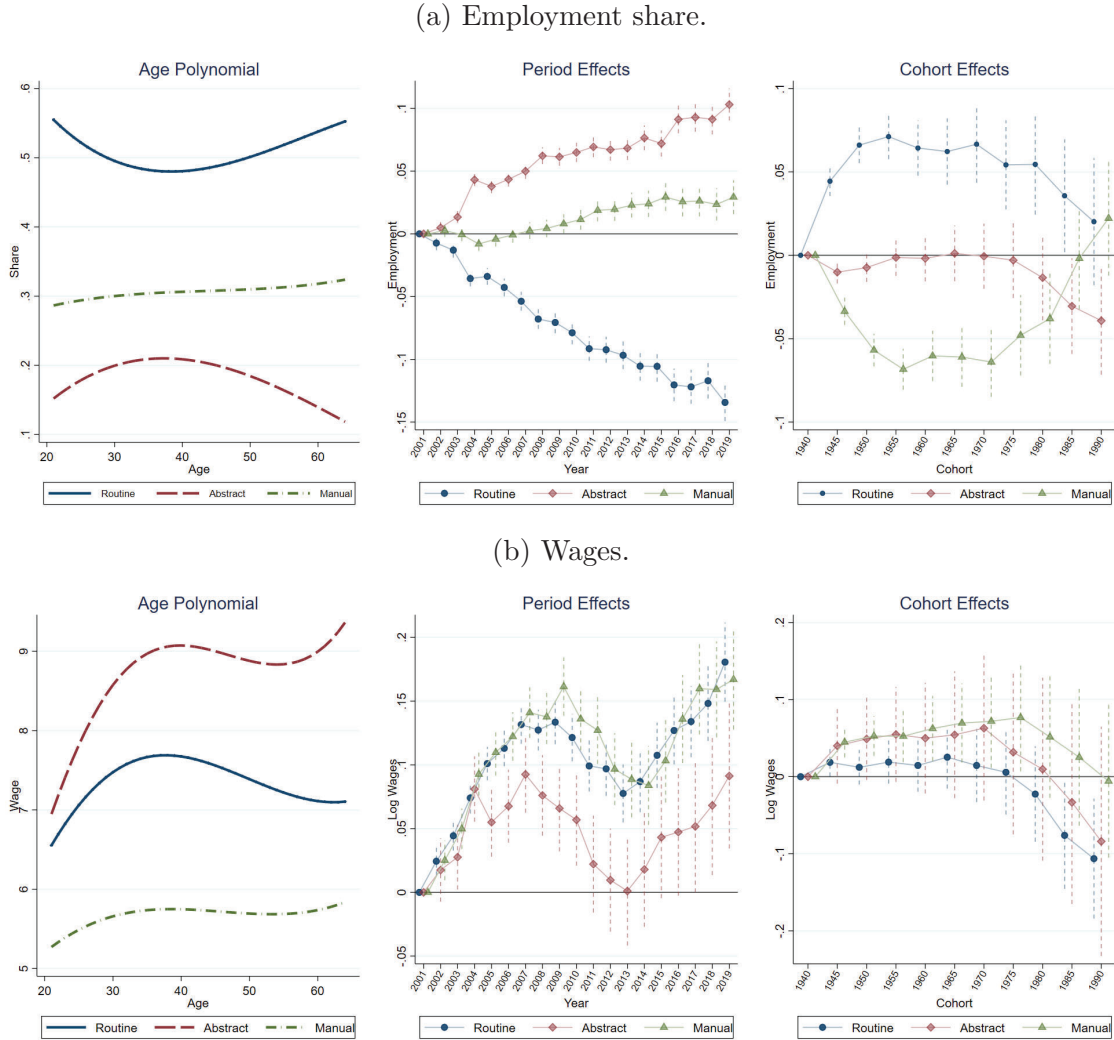 (a) Employment share.
Age Polynomial
Share
.6
.5
.4
.3
.2
.1
20 30 40 50 60
Age
Routine Abstract Manual
Period Effects
Employment
.1
.05
0
-.05
-.1
-.15
2001 2002 2003 2004 2005 2006 2007 2008 2009 2010 2011 2012 2013 2014 2015 2016 2017 2018 2019
Year
Routine Abstract Manual
Cohort Effects
Employment
.1
.05
0
-.05
-.1
1940 1945 1950 1955 1960 1965 1970 1975 1980 1985 1990
Cohort
Routine Abstract Manual
(b) Wages.
Age Polynomial
Wage
9
8
7
6
5
20 30 40 50 60
Age
Routine Abstract Manual
Period Effects
Log Wages
.2
.15
.1
.05
0
-.05
2001 2002 2003 2004 2005 2006 2007 2008 2009 2010 2011 2012 2013 2014 2015 2016 2017 2018 2019
Year
Routine Abstract Manual
Cohort Effects
Log Wages
.2
.1
0
-.1
-.2
1940 1945 1950 1955 1960 1965 1970 1975 1980 1985 1990
Cohort
Routine Abstract Manual